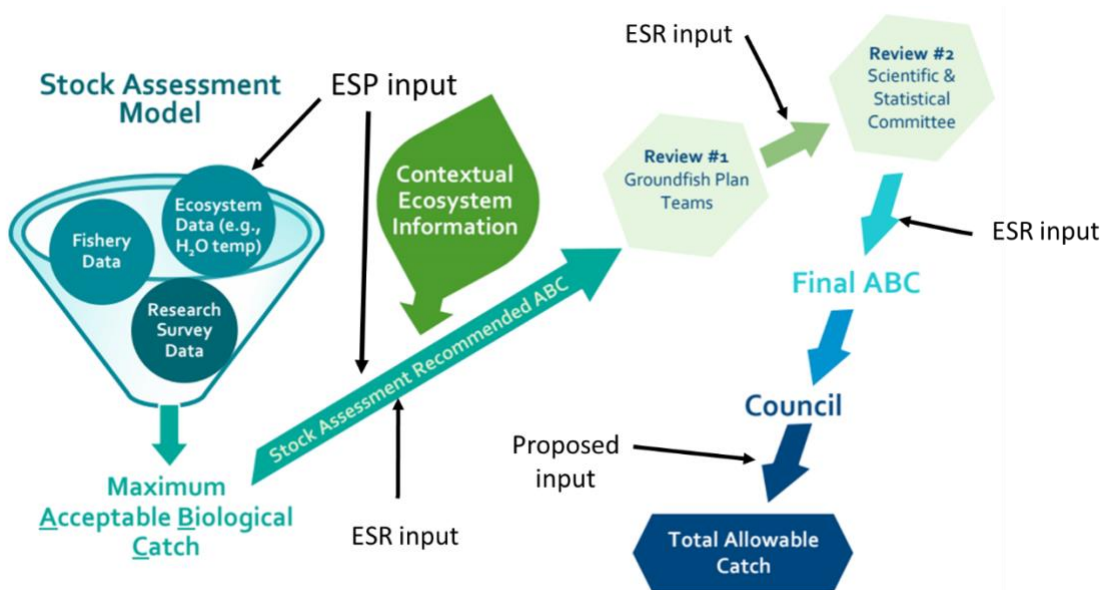 Stock Assessment
Model
ESP input
Ecosystem
Data (e.g.,
H₂O temp)
Fishery
Data
Research
Survey
Data
Maximum
Acceptable Biological
Catch
Contextual
Ecosystem
Information
Stock Assessment Recommended ABC
ESR input
Review #1
Groundfish Plan
Teams
ESR input
Review #2
Scientific &
Statistical
Committee
ESR input
Final ABC
Council
Proposed
input
Total Allowable
Catch